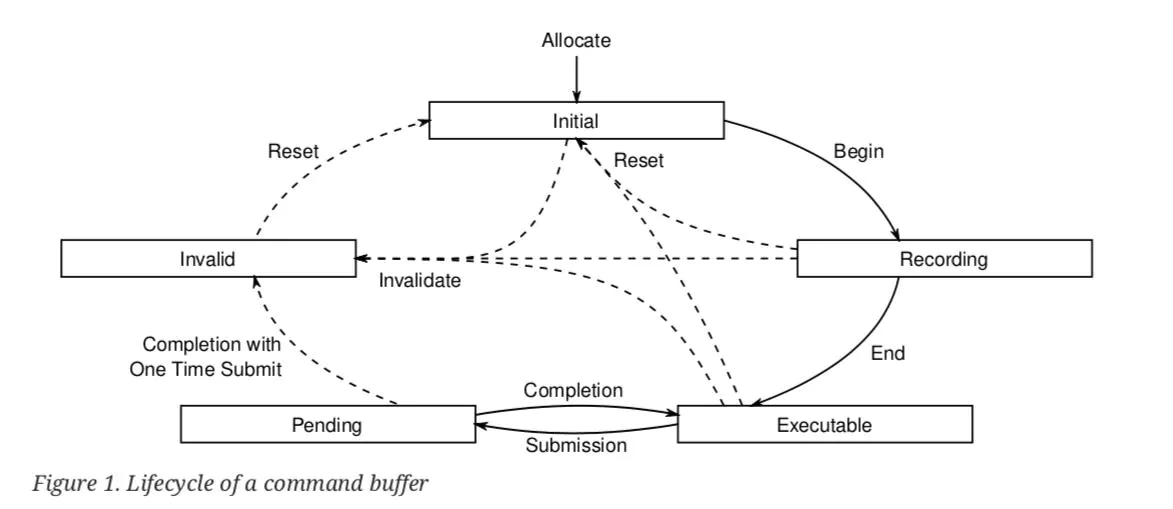 Allocate
Initial
Reset
Reset
Begin
Invalid
Recording
Invalidate
Completion with
One Time Submit
End
Completion
Pending
Executable
Submission
Figure 1. Lifecycle of a command buffer